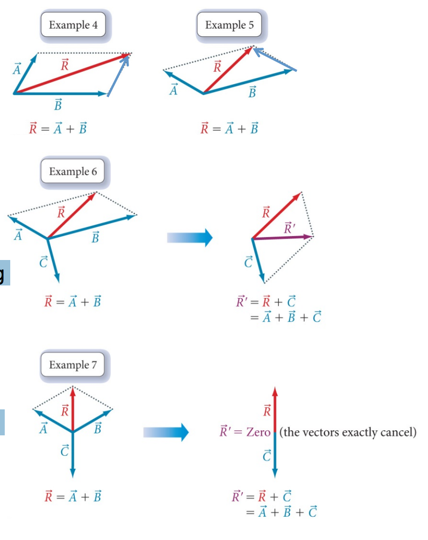 Example 4
Example 5
A⃗
R⃗
B⃗
R⃗
A⃗
B⃗
R⃗ = A⃗ + B⃗
R⃗ = A⃗ + B⃗
Example 6
R⃗
A⃗
B⃗
C⃗
R⃗
R⃗'
C⃗
g
R⃗ = A⃗ + B⃗
R⃗' = R⃗ + C⃗
= A⃗ + B⃗ + C⃗
Example 7
R⃗
A⃗
B⃗
C⃗
R⃗
R⃗' = Zero (the vectors exactly cancel)
C⃗
R⃗ = A⃗ + B⃗
R⃗' = R⃗ + C⃗
= A⃗ + B⃗ + C⃗